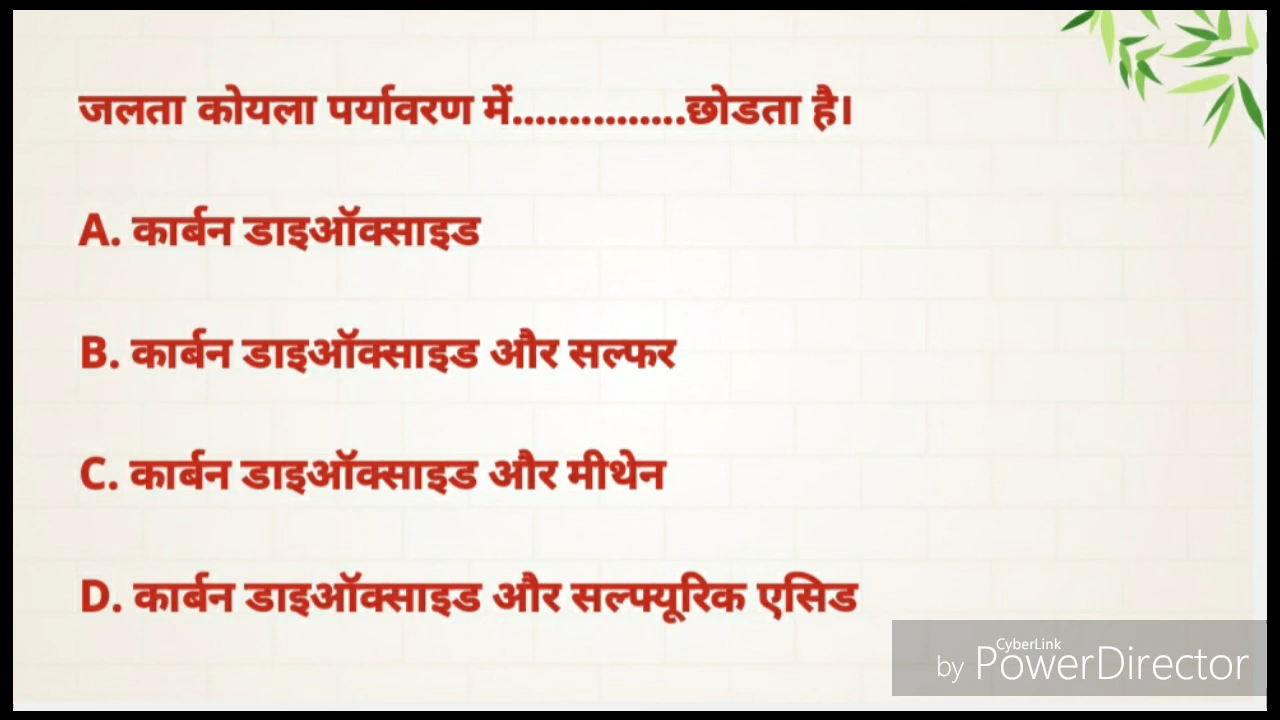 जलता कोयला पर्यावरण में...............छोडता है।
A. कार्बन डाइऑक्साइड
B. कार्बन डाइऑक्साइड और सल्फर
C. कार्बन डाइऑक्साइड और मीथेन
D. कार्बन डाइऑक्साइड और सल्फ्यूरिक एसिड
CyberLink
by PowerDirector